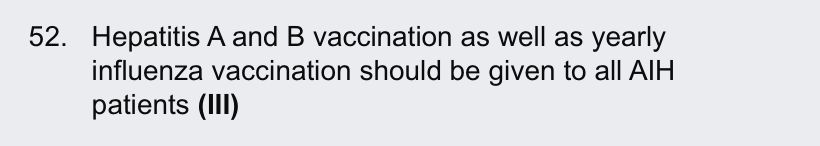 52. Hepatitis A and B vaccination as well as yearly
influenza vaccination should be given to all AIH
patients (III)